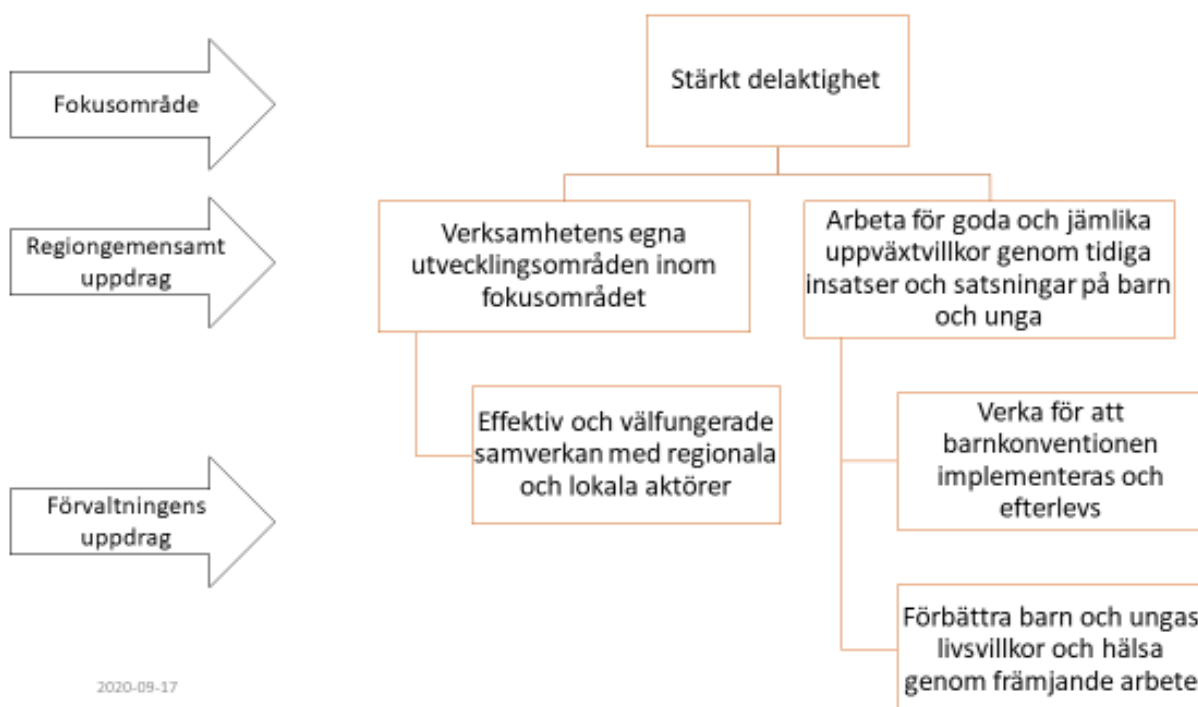 Fokusområde
Stärkt delaktighet
Regiongemensamt
uppdrag
Verksamhetens egna
utvecklingsområden inom
fokusområdet
Arbeta för goda och jämlika
uppväxtvillkor genom tidiga
insatser och satsningar på barn
och unga
Förvaltningens
uppdrag
Effektiv och välfungerade
samverkan med regionala
och lokala aktörer
Verka för att
barnkonventionen
implementeras och
efterlevs
Förbättra barn och ungas
livsvillkor och hälsa
genom främjande arbete
2020-09-17